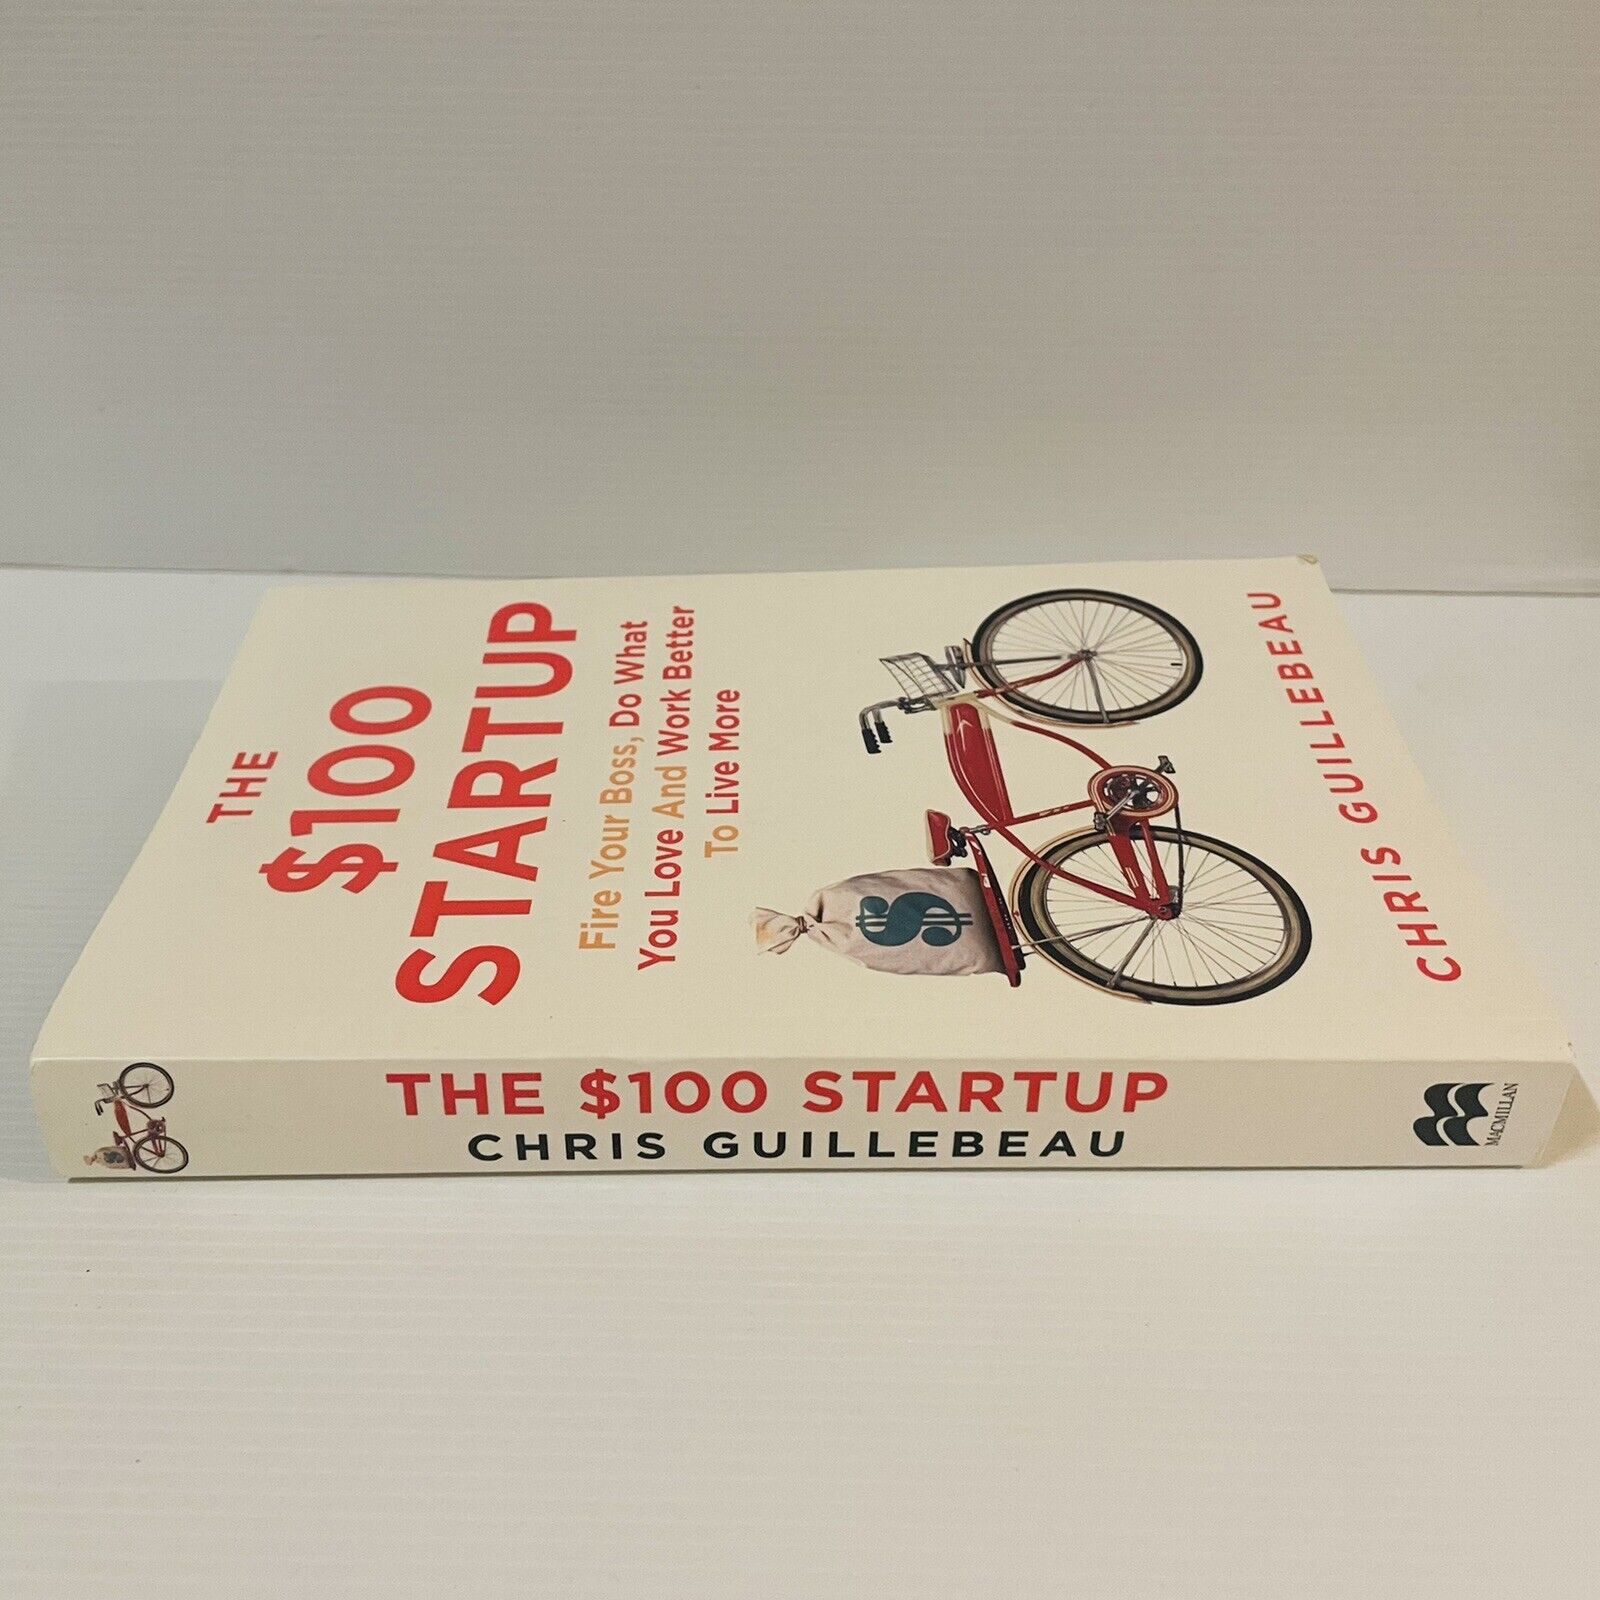 THE
$100
STARTUP
Fire Your Boss, Do What
You Love And Work Better
To Live More
$
CHRIS GUILLEBEAU
THE $100 STARTUP
CHRIS GUILLEBEAU
$
MACMILLAN